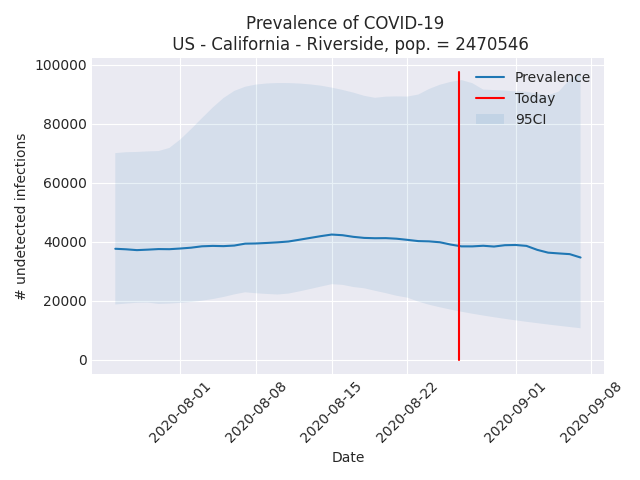 Prevalence of COVID-19
US - California - Riverside, pop. = 2470546
100000
80000
60000
40000
20000
0
# undetected infections
Prevalence
Today
95CI
2020-08-01
2020-08-08
2020-08-15
2020-08-22
2020-09-01
2020-09-08
Date